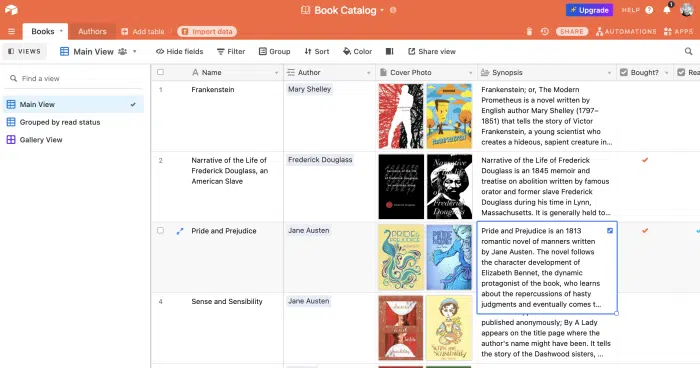 Book Catalog
Upgrade
HELP
1
Books
Authors
Add table
Import data
SHARE
AUTOMATIONS
APPS
VIEWS
Main View
Hide fields
Filter
Group
Sort
Color
Share view
Find a view
Main View
Grouped by read status
Gallery View
Name
Author
Cover Photo
Synopsis
Bought?
Rea
1
Frankenstein
Mary Shelley
Frankenstein; or, The Modern
Prometheus is a novel written by
English author Mary Shelley (1797–
1851) that tells the story of Victor
Frankenstein, a young scientist who
creates a hideous, sapient creature in...
2
Narrative of the Life of
Frederick Douglass, an
American Slave
Frederick Douglass
Narrative of the Life of Frederick
Douglass is an 1845 memoir and
treatise on abolition written by famous
orator and former slave Frederick
Douglass during his time in Lynn,
Massachusetts. It is generally held to...
Pride and Prejudice
Jane Austen
Pride and Prejudice is an 1813
romantic novel of manners written
by Jane Austen. The novel follows
the character development of
Elizabeth Bennet, the dynamic
protagonist of the book, who learns
about the repercussions of hasty
judgments and eventually comes t...
4
Sense and Sensibility
Jane Austen
published anonymously; By A Lady
appears on the title page where the
author's name might have been. It tells
the story of the Dashwood sisters, ...